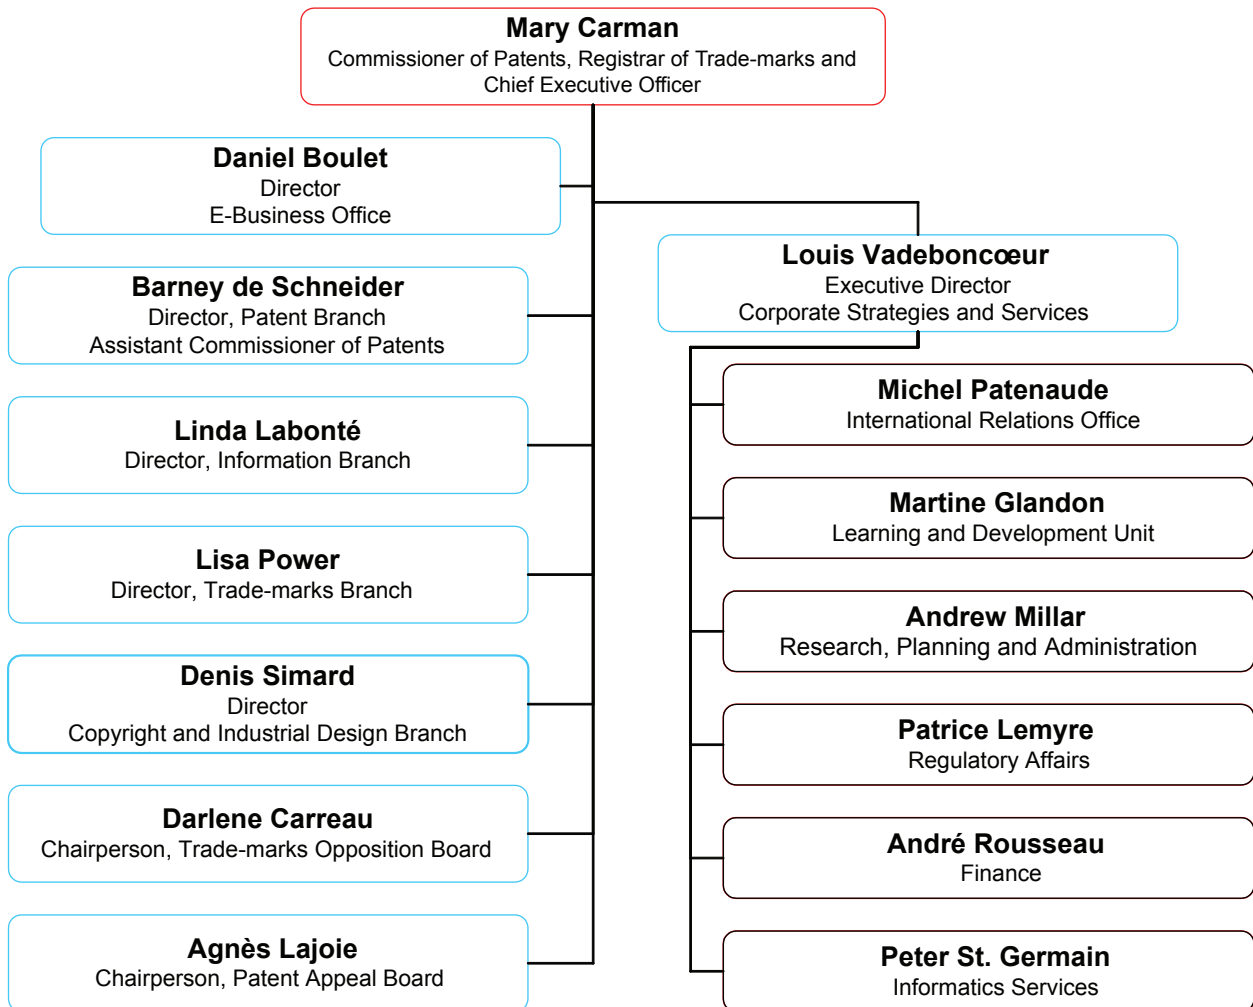 Mary Carman
Commissioner of Patents, Registrar of Trade-marks and
Chief Executive Officer
Daniel Boulet
Director
E-Business Office
Barney de Schneider
Director, Patent Branch
Assistant Commissioner of Patents
Linda Labonté
Director, Information Branch
Lisa Power
Director, Trade-marks Branch
Denis Simard
Director
Copyright and Industrial Design Branch
Darlene Carreau
Chairperson, Trade-marks Opposition Board
Agnès Lajoie
Chairperson, Patent Appeal Board
Louis Vadeboncœur
Executive Director
Corporate Strategies and Services
Michel Patenaude
International Relations Office
Martine Glandon
Learning and Development Unit
Andrew Millar
Research, Planning and Administration
Patrice Lemyre
Regulatory Affairs
André Rousseau
Finance
Peter St. Germain
Informatics Services